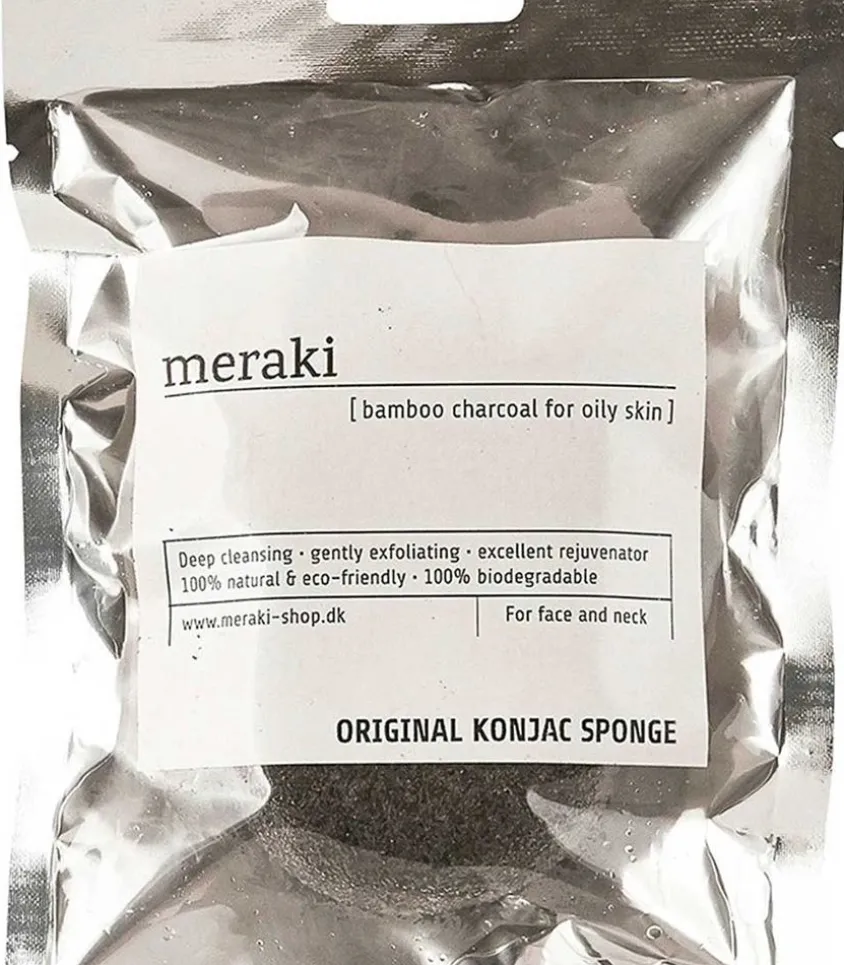 meraki
[bamboo charcoal for oily skin]
Deep cleansing · gently exfoliating · excellent rejuvenator
100% natural & eco-friendly · 100% biodegradable
www.meraki-shop.dk
For face and neck
ORIGINAL KONJAC SPONGE